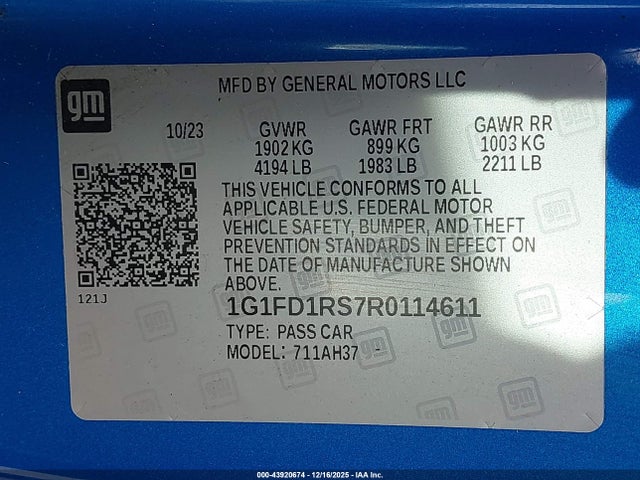 MFD BY GENERAL MOTORS LLC
gm
10/23 GVWR GAWR FRT GAWR RR
1902 KG 899 KG 1003 KG
4194 LB 1983 LB 2211 LB
THIS VEHICLE CONFORMS TO ALL
APPLICABLE U.S. FEDERAL MOTOR
VEHICLE SAFETY, BUMPER, AND THEFT
PREVENTION STANDARDS IN EFFECT ON
THE DATE OF MANUFACTURE SHOWN
ABOVE.
121J
1G1FD1RS7R0114611
TYPE: PASS CAR
MODEL: 711AH37 -
000-43920674 - 12/16/2025 - IAA Inc.